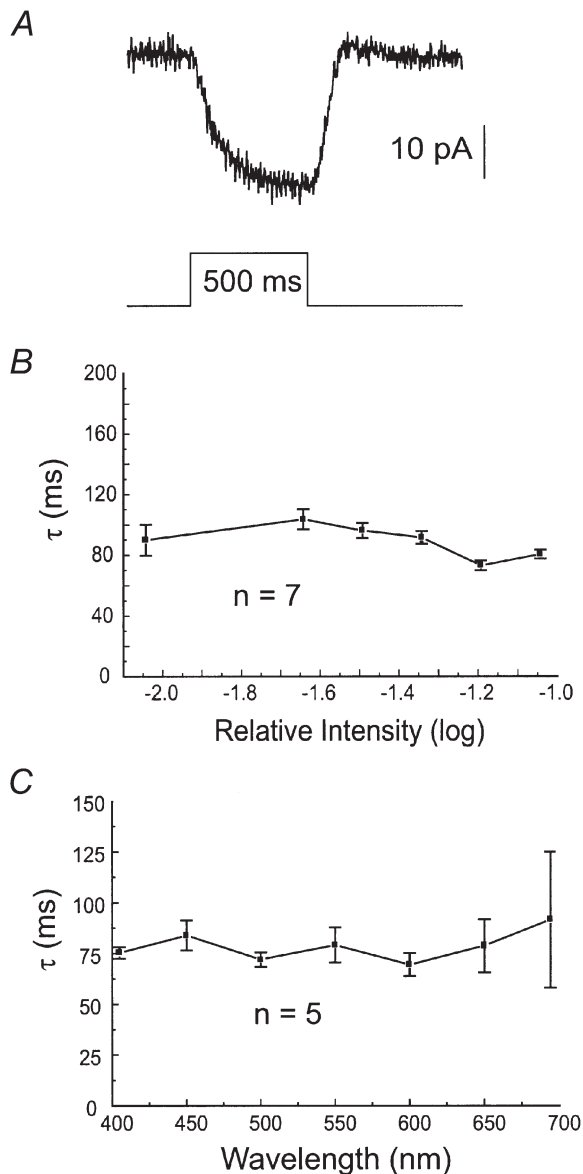 A
10 pA
500 ms
B
200
160
120
80
40
0
τ (ms)
n = 7
-2.0 -1.8 -1.6 -1.4 -1.2 -1.0
Relative Intensity (log)
C
150
125
100
75
50
25
0
τ (ms)
n = 5
400 450 500 550 600 650 700
Wavelength (nm)